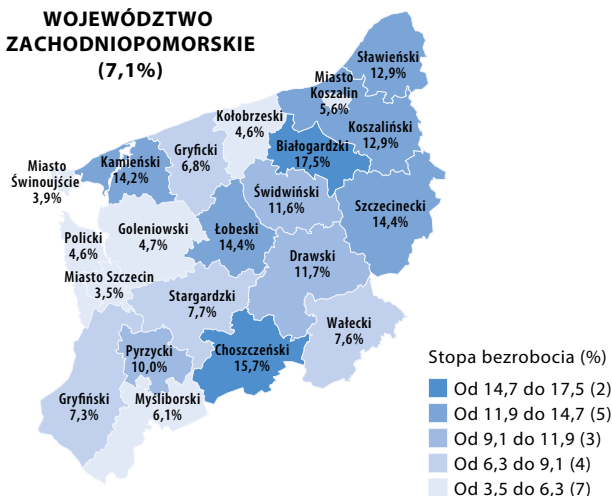 WOJEWÓDZTWO
ZACHODNIOPOMORSKIE
(7,1%)
Sławieński
12,9%
Miasto
Koszalin
5,6%
Kołobrzeski
4,6%
Koszaliński
12,9%
Białogardzki
17,5%
Gryficki
6,8%
Kamieński
14,2%
Miasto
Świnoujście
3,9%
Świdwiński
11,6%
Szczecinecki
14,4%
Goleniowski
4,7%
Łobeski
14,4%
Policki
4,6%
Drawski
11,7%
Miasto Szczecin
3,5%
Stargardzki
7,7%
Wałecki
7,6%
Pyrzycki
10,0%
Choszczeński
15,7%
Gryfiński
7,3%
Myśliborski
6,1%
Stopa bezrobocia (%)
Od 14,7 do 17,5 (2)
Od 11,9 do 14,7 (5)
Od 9,1 do 11,9 (3)
Od 6,3 do 9,1 (4)
Od 3,5 do 6,3 (7)